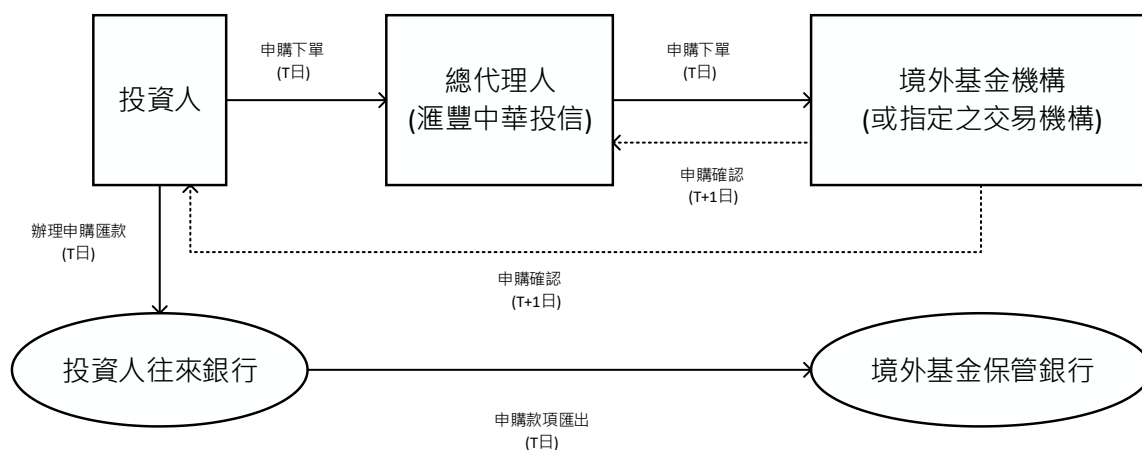 申購下單
(T日)
申購下單
(T日)
投資人
總代理人
(滙豐中華投信)
境外基金機構
(或指定之交易機構)
申購確認
(T+1日)
辦理申購匯款
(T日)
申購確認
(T+1日)
投資人往來銀行
境外基金保管銀行
申購款項匯出
(T日)